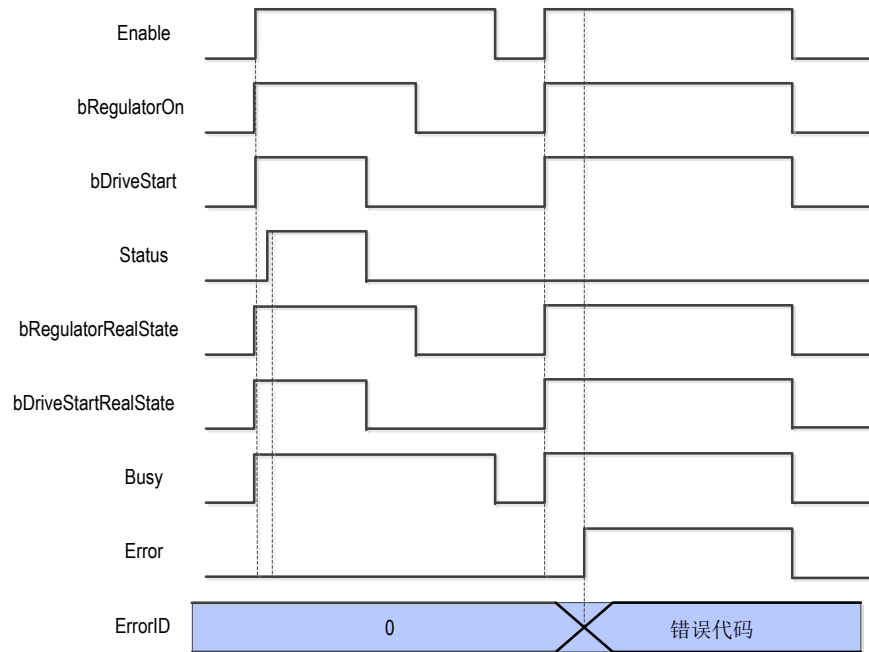 Enable
bRegulatorOn
bDriveStart
Status
bRegulatorRealState
bDriveStartRealState
Busy
Error
ErrorID 0 错误代码